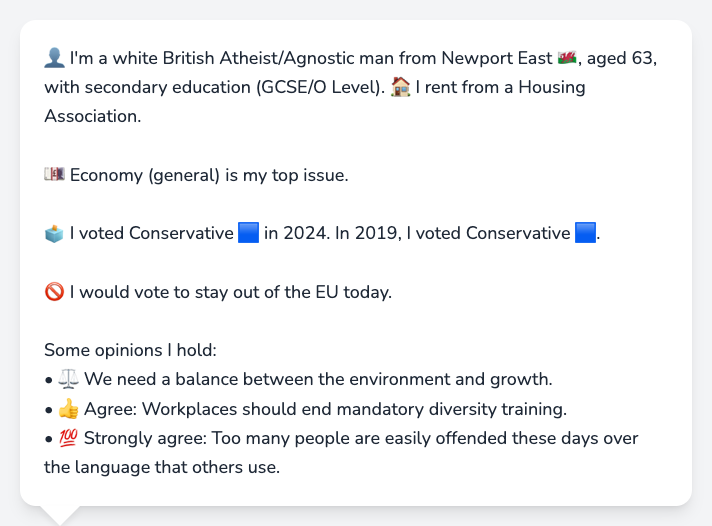 👤 I'm a white British Atheist/Agnostic man from Newport East 🏴󠁧󠁢󠁷󠁬󠁳󠁿, aged 63,
with secondary education (GCSE/O Level). 🏠 I rent from a Housing
Association.
💷 Economy (general) is my top issue.
🗳️ I voted Conservative 🟦 in 2024. In 2019, I voted Conservative 🟦.
🚫 I would vote to stay out of the EU today.
Some opinions I hold:
• ⚖️ We need a balance between the environment and growth.
• 👍 Agree: Workplaces should end mandatory diversity training.
• 💯 Strongly agree: Too many people are easily offended these days over
the language that others use.